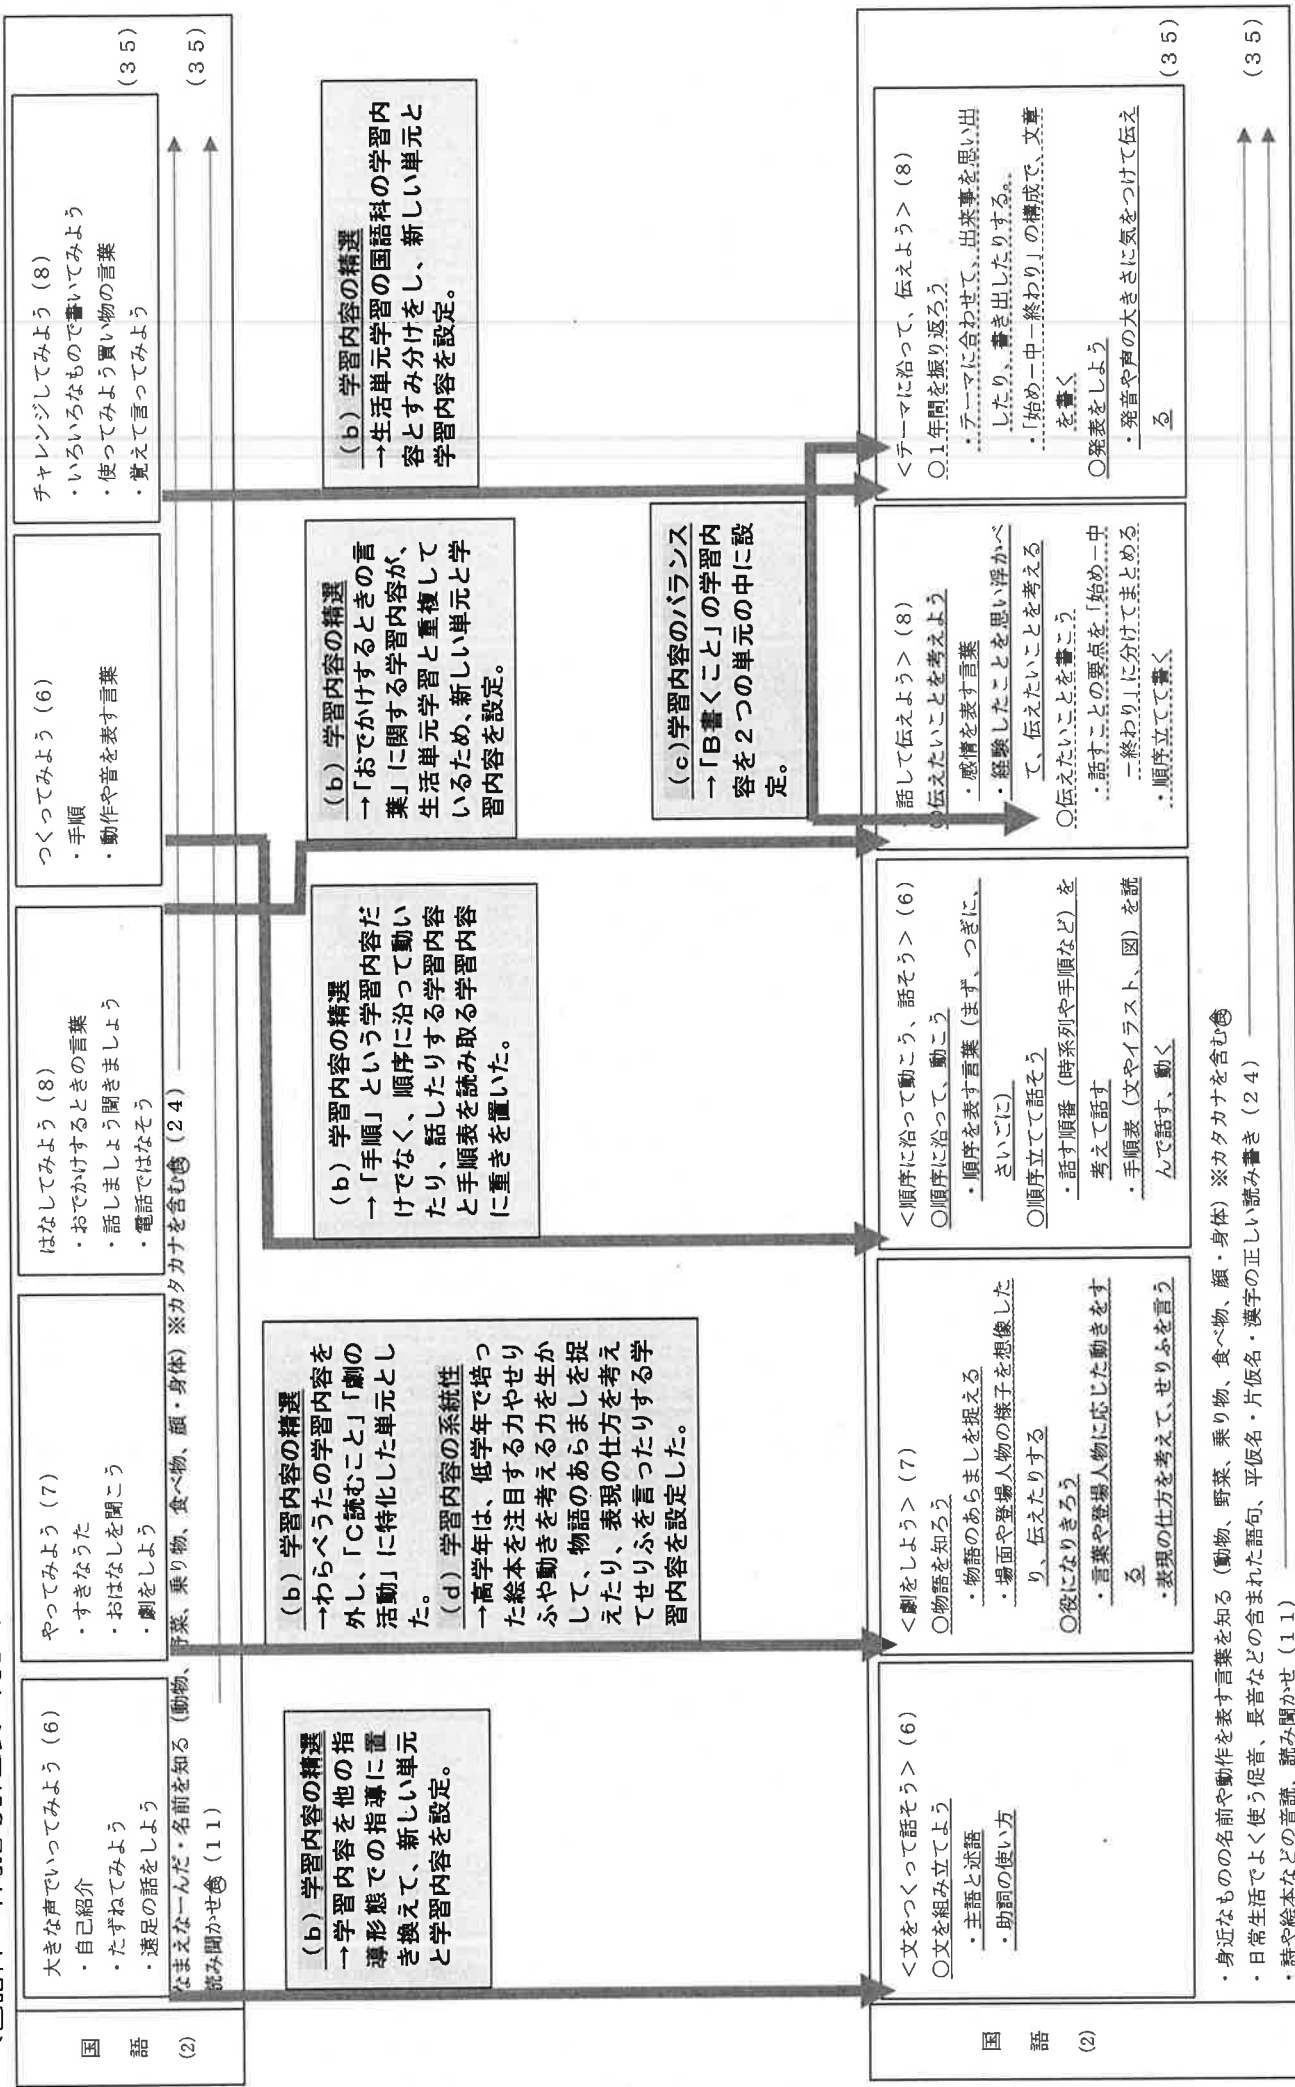 国語
(2)
大きな声でいってみよう (6)
・自己紹介
・たずねてみよう
・遠足の話をしよう
やってみよう (7)
・すきなうた
・おはなしを聞こう
・劇をしよう
はなしてみよう (8)
・おでかけするときの言葉
・話しましょう聞きましょう
・電話ではなそう
つくってみよう (6)
・手順
・動作や音を表す言葉
チャレンジしてみよう (8)
・いろいろなもので書いてみよう
・使ってみよう買い物の言葉
・覚えて言ってみよう
(35)
なまえなーんだ・名前を知る (動物、野菜、乗り物、食べ物、顔・身体) ※カタカナを含む㊝ (24)
(35)
読み聞かせ㊝ (11)
(b) 学習内容の精選
→学習内容を他の指
導形態での指導に置
き換えて、新しい単元
と学習内容を設定。
(b) 学習内容の精選
→わらべうたの学習内容を
外し、「C読むこと」「劇の
活動」に特化した単元とし
た。
(d) 学習内容の系統性
→高学年は、低学年で培っ
た絵本を注目する力やせり
ふや動きを考える力を生か
して、物語のあらましを捉
えたり、表現の仕方を考え
てせりふを言ったりする学
習内容を設定した。
(b) 学習内容の精選
→「手順」という学習内容だ
けでなく、順序に沿って動い
たり、話したりする学習内容
と手順表を読み取る学習内容
に重きを置いた。
(b) 学習内容の精選
→「おでかけするときの言
葉」に関する学習内容が、
生活単元学習と重複して
いるため、新しい単元と学
習内容を設定。
(b) 学習内容の精選
→生活単元学習の国語科の学習内
容とすみ分けをし、新しい単元と
学習内容を設定。
(c)学習内容のバランス
→「B書くこと」の学習内
容を2つの単元の中に設
定。
国語
(2)
<文をつくって話そう> (6)
○文を組み立てよう
・主語と述語
・助詞の使い方
<劇をしよう> (7)
○物語を知ろう
・物語のあらましを捉える
・場面や登場人物の様子を想像した
り、伝えたりする
○役になりきろう
・言葉や登場人物に応じた動きをす
る
・表現の仕方を考えて、せりふを言う
<順序に沿って動こう、話そう> (6)
○順序に沿って、動こう
・順序を表す言葉 (まず、つぎに、
さいごに)
○順序立てて話そう
・話す順番 (時系列や手順など) を
考えて話す
・手順表 (文やイラスト、図) を読
んで話す、動く
話して伝えよう> (8)
○伝えたいことを考えよう
・感情を表す言葉
・経験したことを思い浮かべ
て、伝えたいことを考える
○伝えたいことを書こう
・話すことの要点を「始め―中
―終わり」に分けてまとめる
・順序立てて書く
<テーマに沿って、伝えよう> (8)
○1年間を振り返ろう
・テーマに合わせて、出来事を思い出
したり、書き出したりする。
・「始め―中―終わり」の構成で、文章
を書く
○発表をしよう
・発音や声の大きさに気をつけて伝え
る
(35)
・身近なものの名前や動作を表す言葉を知る (動物、野菜、乗り物、食べ物、顔・身体) ※カタカナを含む㊝
・日常生活でよく使う促音、長音などの含まれた語句、平仮名・片仮名・漢字の正しい読み書き (24)
(35)
・詩や絵本などの音読、読み聞かせ (11)